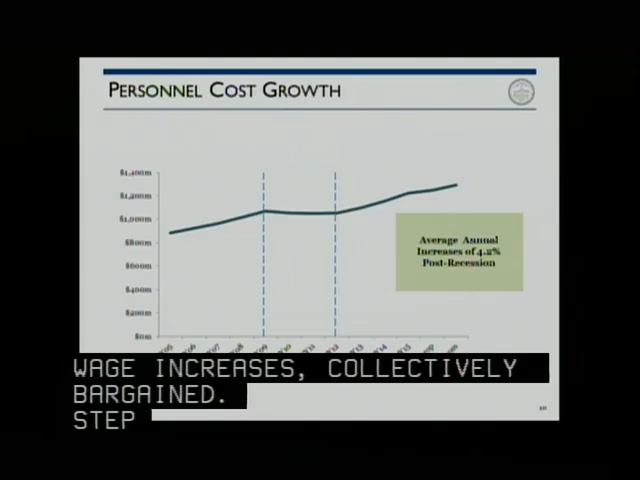 PERSONNEL COST GROWTH
$1,400m
$1,200m
$1,000m
$800m
$600m
$400m
$200m
$0m
Average Annual
Increases of 4.2%
Post-Recession
WAGE INCREASES, COLLECTIVELY
BARGAINED.
STEP